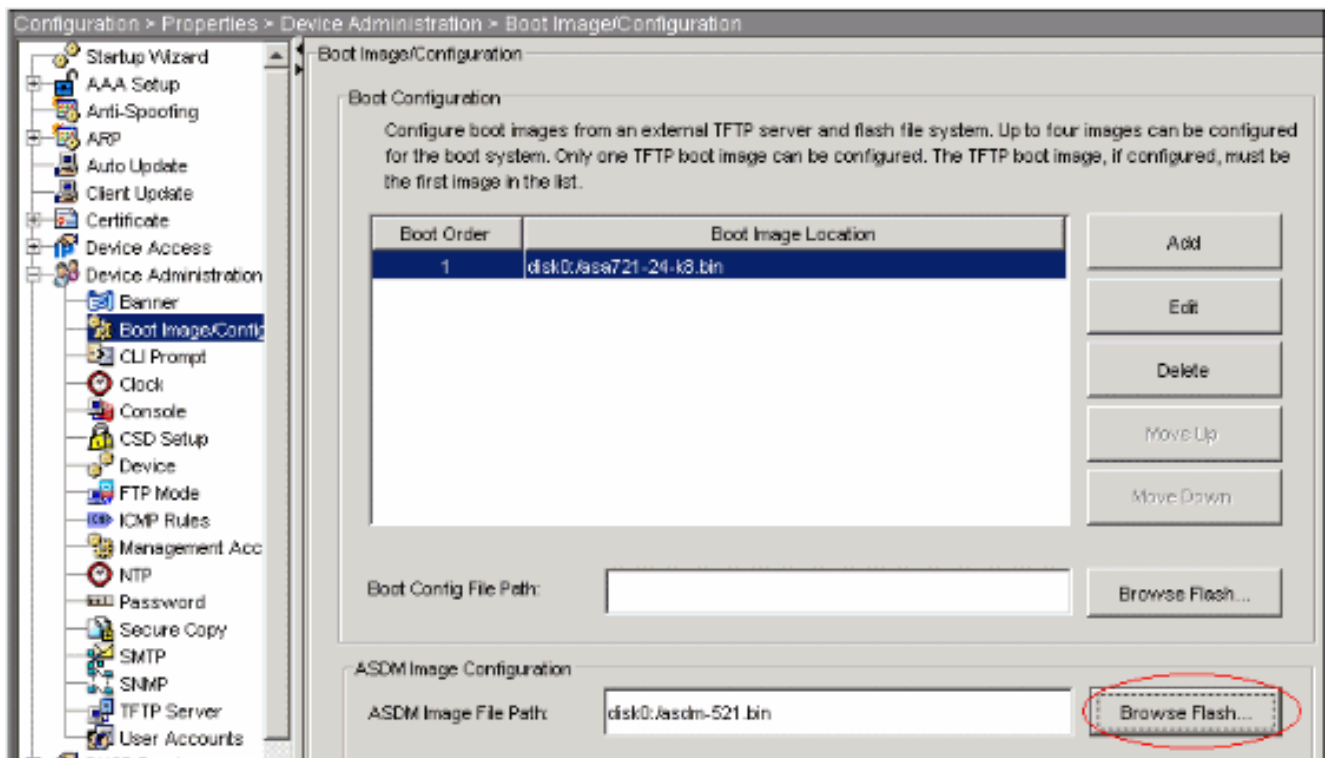 Configuration > Properties > Device Administration > Boot Image/Configuration
Startup Wizard
AAA Setup
Anti-Spoofing
ARP
Auto Update
Client Update
Certificate
Device Access
Device Administration
Banner
Boot Image/Config
CLI Prompt
Clock
Console
CSD Setup
Device
FTP Mode
ICMP Rules
Management Acc
NTP
Password
Secure Copy
SMTP
SNMP
TFTP Server
User Accounts
Boot Image/Configuration
Boot Configuration
Configure boot images from an external TFTP server and flash file system. Up to four images can be configured
for the boot system. Only one TFTP boot image can be configured. The TFTP boot image, if configured, must be
the first image in the list.
Boot Order Boot Image Location
1 disk0:/asa721-24-k8.bin
Add
Edit
Delete
Move Up
Move Down
Boot Config File Path:
Browse Flash...
ASDM Image Configuration
ASDM Image File Path: disk0:/asdm-521.bin
Browse Flash...